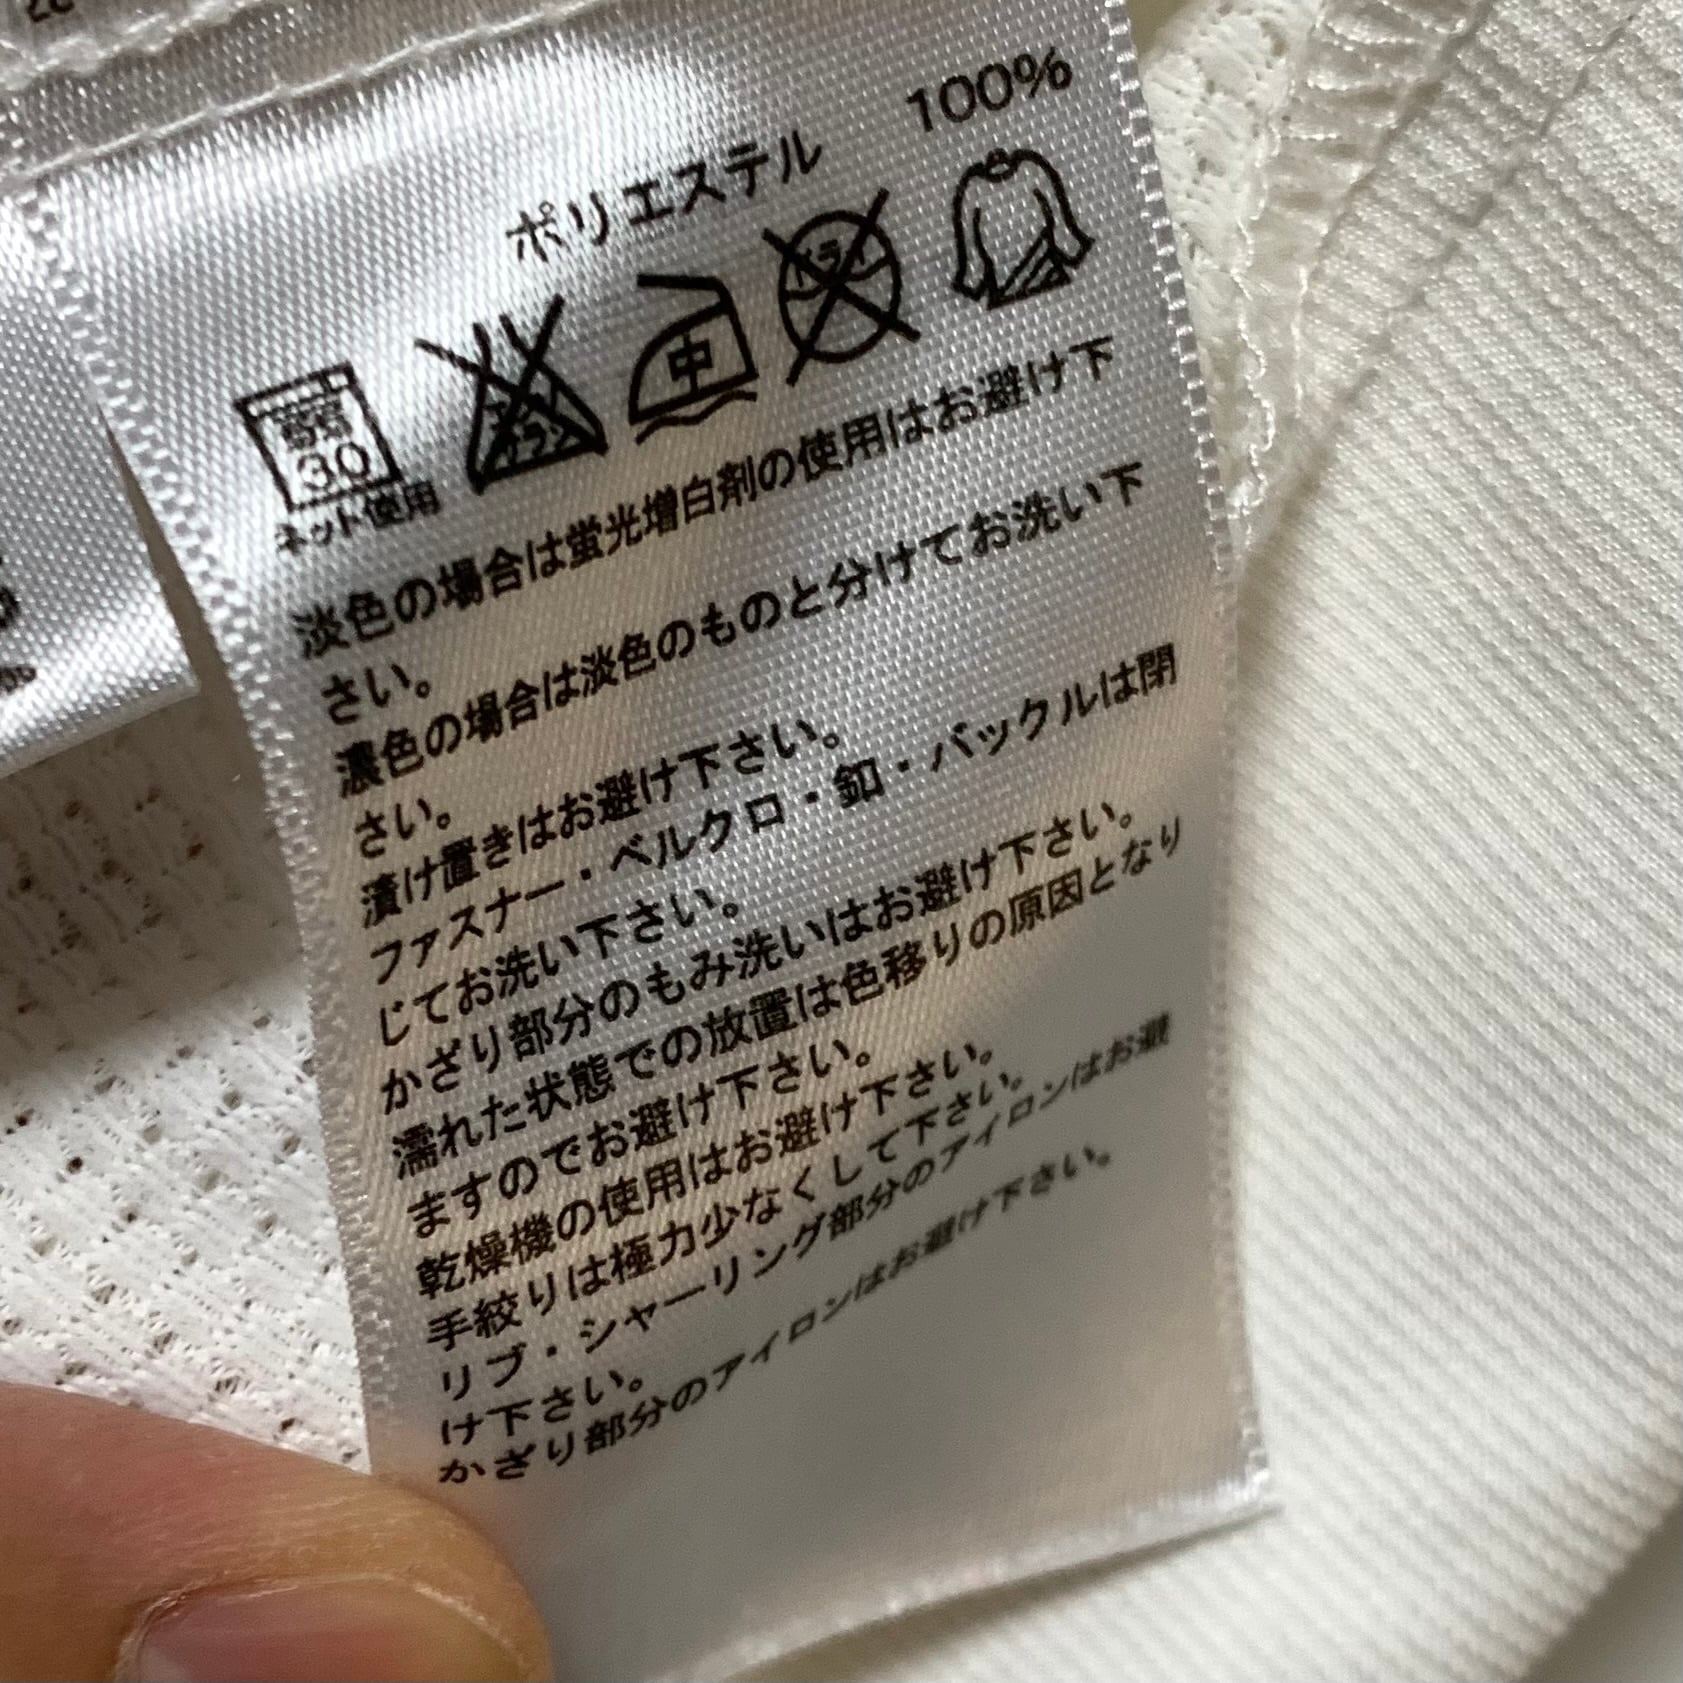 ポリエステル 100%
弱
30
ネット使用
エンソ
サラシ
中
ドライ
淡色の場合は蛍光増白剤の使用はお避け下
さい。
濃色の場合は淡色のものと分けてお洗い下
さい。
漬け置きはお避け下さい。
ファスナー・ベルクロ・釦・バックルは閉
じてお洗い下さい。
かざり部分のもみ洗いはお避け下さい。
濡れた状態での放置は色移りの原因となり
ますのでお避け下さい。
乾燥機の使用はお避け下さい。
手絞りは極力少なくして下さい。
リブ・シャーリング部分のアイロンはお避
け下さい。
かざり部分のアイロンはお避け下さい。